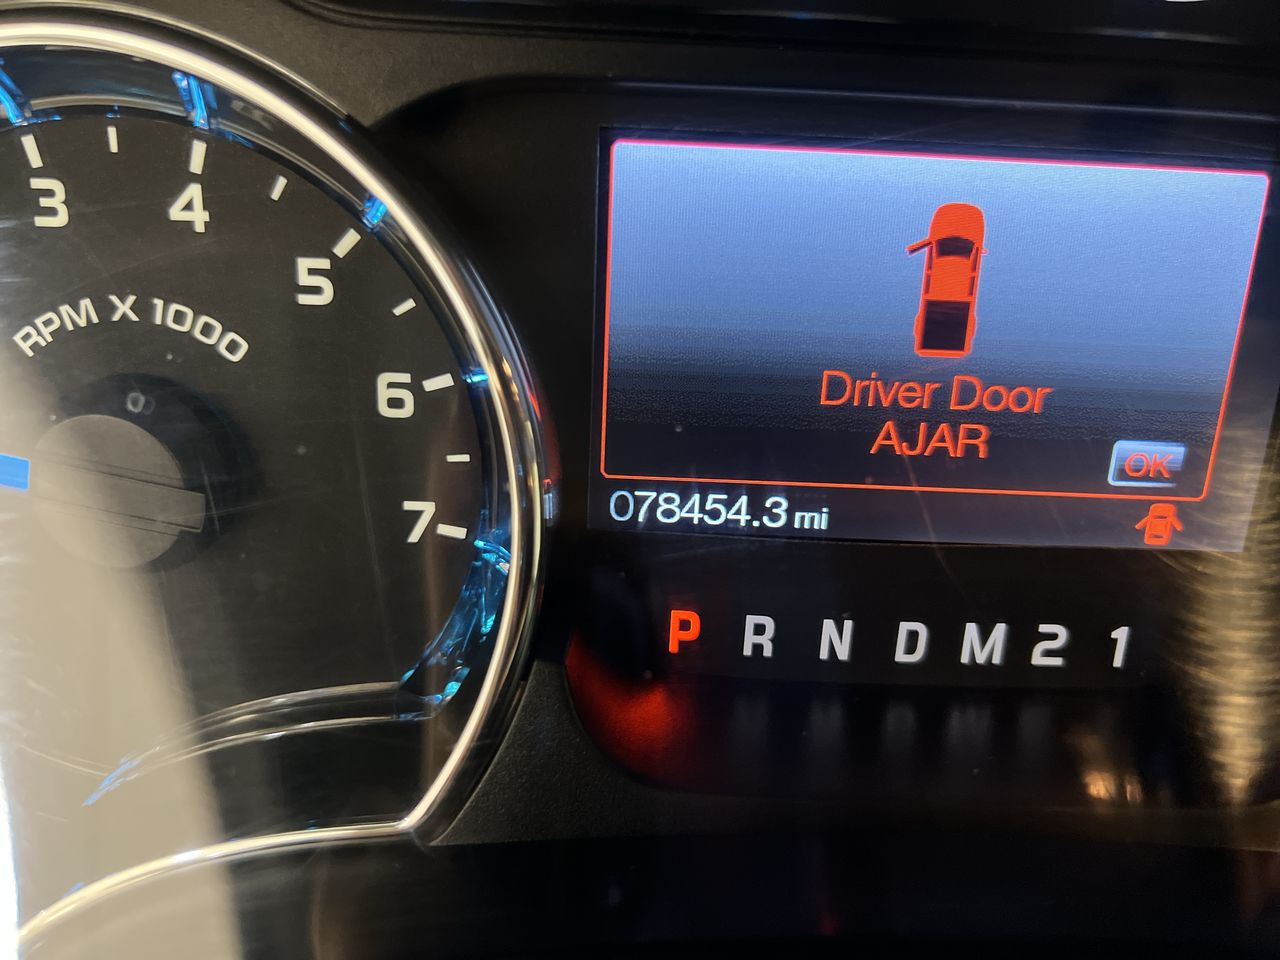 3
4
5
6
7
RPM X 1000
Driver Door
AJAR
OK
078454.3 mi
P R N D M 2 1